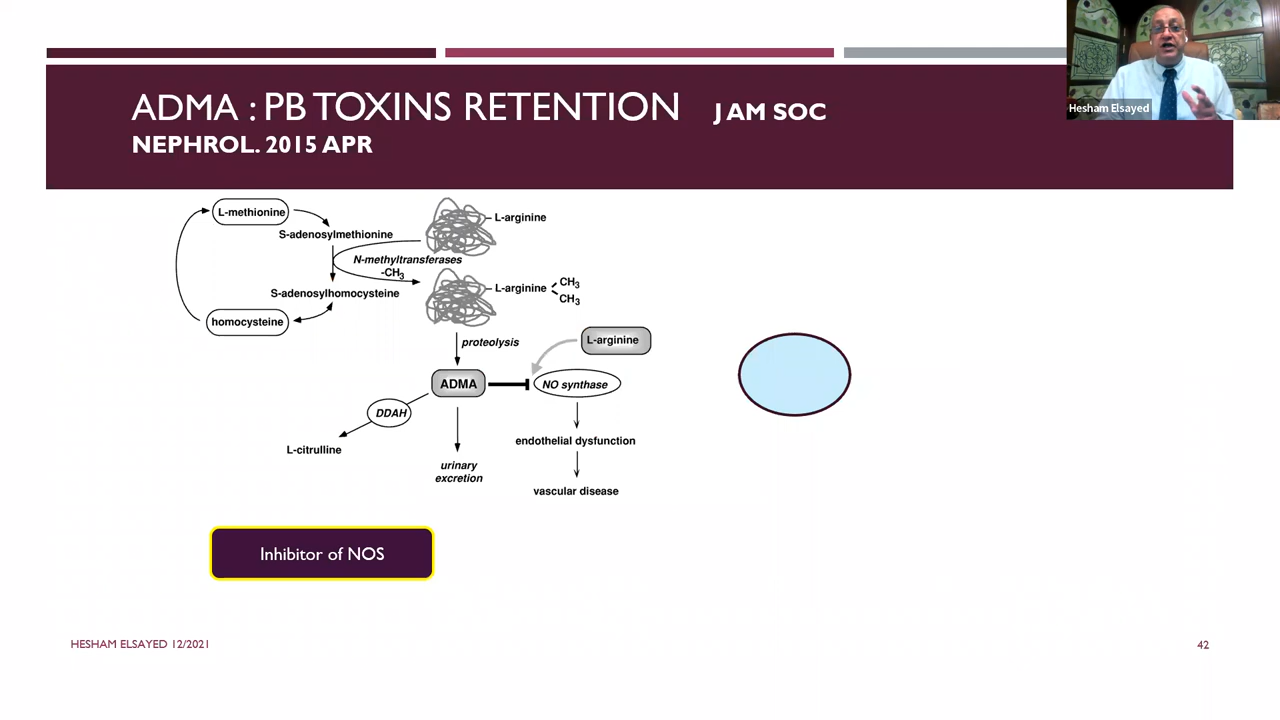 ADMA : PB TOXINS RETENTION J AM SOC
NEPHROL. 2015 APR
Hesham Elsayed
L-methionine
S-adenosylmethionine
L-arginine
N-methyltransferases
-CH3
S-adenosylhomocysteine
L-arginine
CH3
CH3
homocysteine
proteolysis
L-arginine
ADMA
NO synthase
DDAH
L-citrulline
urinary
excretion
endothelial dysfunction
vascular disease
Inhibitor of NOS
HESHAM ELSAYED 12/2021
42